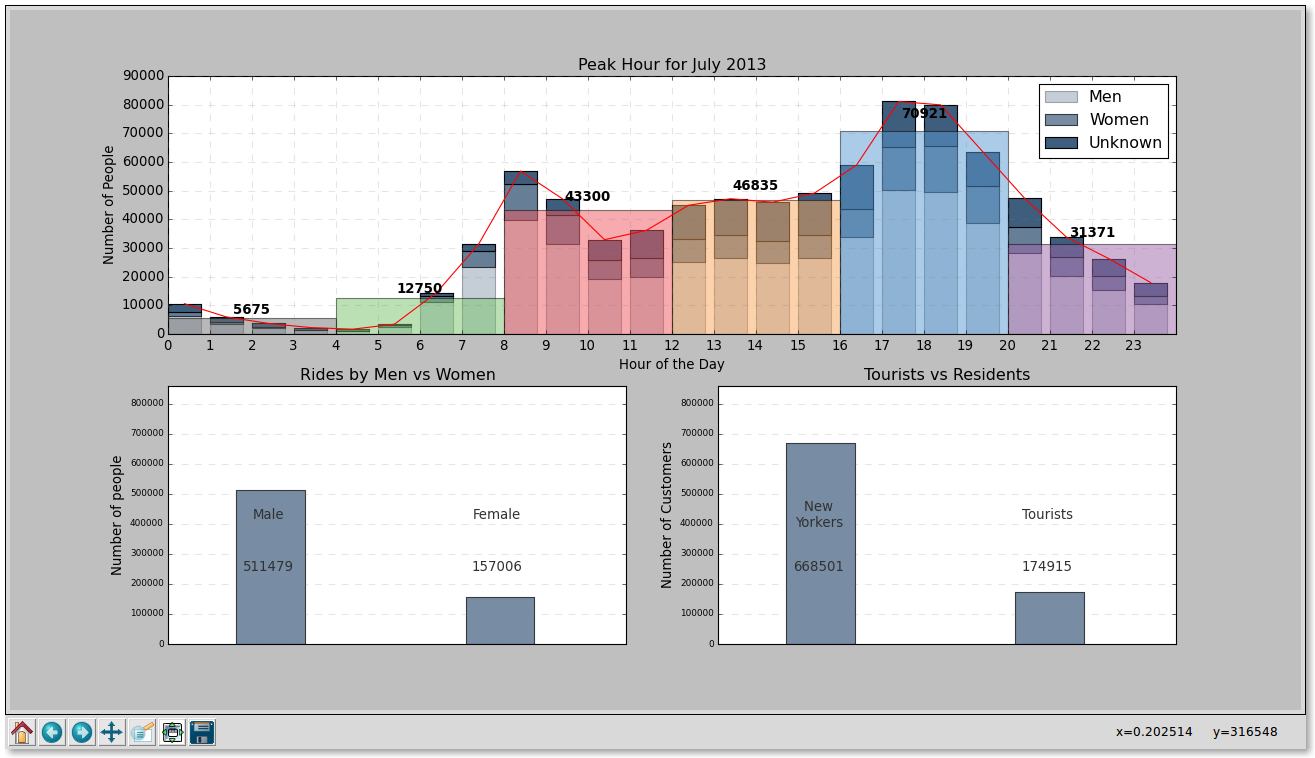 Peak Hour for July 2013
90000
80000
70000
60000
50000
40000
30000
20000
10000
0
Number of People
Men
Women
Unknown
5675
12750
43300
46835
70921
31371
0 1 2 3 4 5 6 7 8 9 10 11 12 13 14 15 16 17 18 19 20 21 22 23
Hour of the Day
Rides by Men vs Women
800000
700000
600000
500000
400000
300000
200000
100000
0
Number of people
Male
Female
511479
157006
Tourists vs Residents
800000
700000
600000
500000
400000
300000
200000
100000
0
Number of Customers
New
Yorkers
Tourists
668501
174915
x=0.202514 y=316548